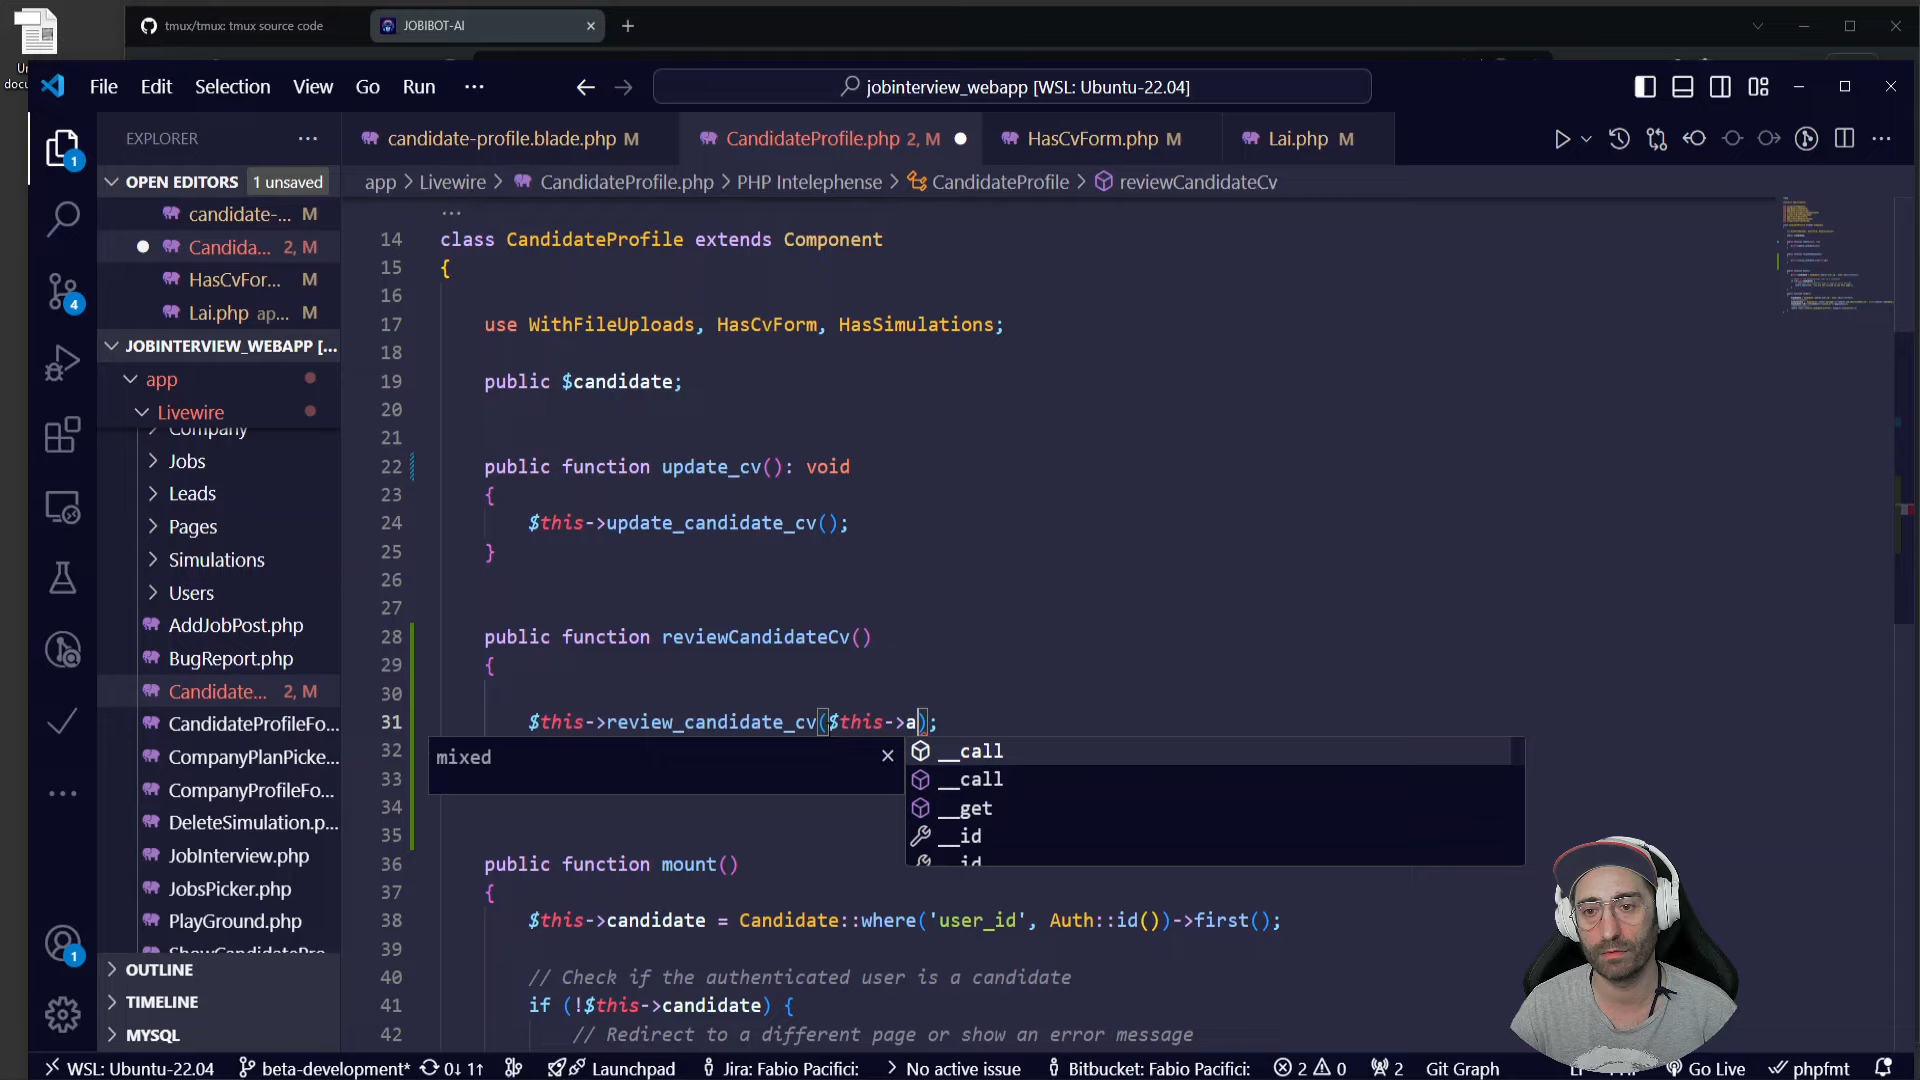 tmux/tmux: tmux source code
JOBIBOT-AI
File Edit Selection View Go Run ···
jobinterview_webapp [WSL: Ubuntu-22.04]
EXPLORER
candidate-profile.blade.php M
CandidateProfile.php 2, M
HasCvForm.php M
Lai.php M
OPEN EDITORS 1 unsaved
app > Livewire > CandidateProfile.php > PHP Intelephense > CandidateProfile > reviewCandidateCv
candidate-... M
Candida... 2, M
HasCvFor... M
Lai.php ap... M
JOBINTERVIEW_WEBAPP [...
app
Livewire
Company
Jobs
Leads
Pages
Simulations
Users
AddJobPost.php
BugReport.php
Candidate... 2, M
CandidateProfileFo...
CompanyPlanPicke...
CompanyProfileFo...
DeleteSimulation.p...
JobInterview.php
JobsPicker.php
PlayGround.php
OUTLINE
TIMELINE
MYSQL
1
4
1
...
14 class CandidateProfile extends Component
15 {
16
17 use WithFileUploads, HasCvForm, HasSimulations;
18
19 public $candidate;
20
21
22 public function update_cv(): void
23 {
24 $this->update_candidate_cv();
25 }
26
27
28 public function reviewCandidateCv()
29 {
30
31 $this->review_candidate_cv($this->a);
32
33
34
35
36 public function mount()
37 {
38 $this->candidate = Candidate::where('user_id', Auth::id())->first();
39
40 // Check if the authenticated user is a candidate
41 if (!$this->candidate) {
42 // Redirect to a different page or show an error message
mixed
__call
__call
__get
__id
__id
WSL: Ubuntu-22.04 beta-development* 0↓ 1↑ Launchpad Jira: Fabio Pacifici: No active issue Bitbucket: Fabio Pacifici: 2 0 2 Git Graph Go Live phpfmt